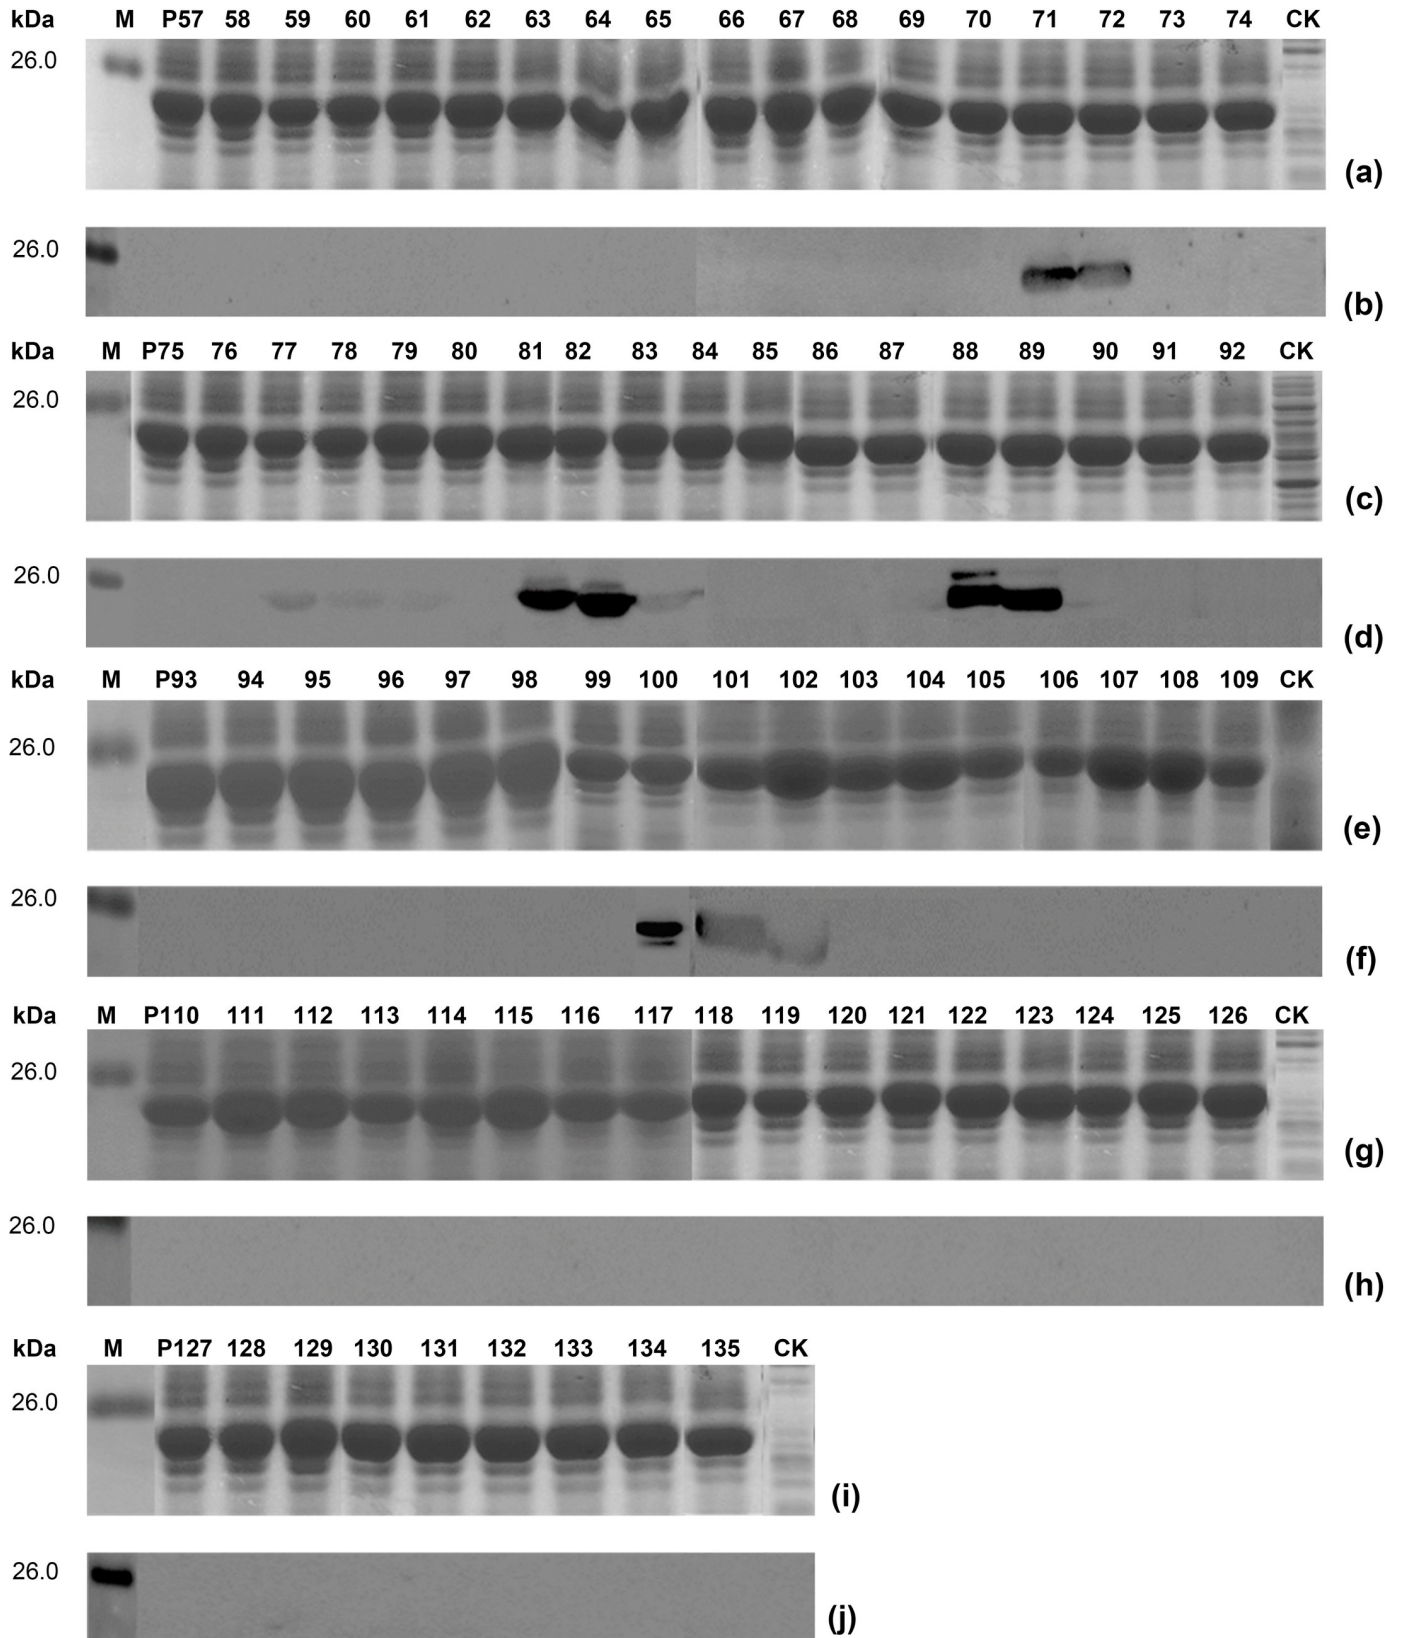 kDa M P57 58 59 60 61 62 63 64 65 66 67 68 69 70 71 72 73 74 CK
26.0
(a)
26.0
(b)
kDa M P75 76 77 78 79 80 81 82 83 84 85 86 87 88 89 90 91 92 CK
26.0
(c)
26.0
(d)
kDa M P93 94 95 96 97 98 99 100 101 102 103 104 105 106 107 108 109 CK
26.0
(e)
26.0
(f)
kDa M P110 111 112 113 114 115 116 117 118 119 120 121 122 123 124 125 126 CK
26.0
(g)
26.0
(h)
kDa M P127 128 129 130 131 132 133 134 135 CK
26.0
(i)
26.0
(j)